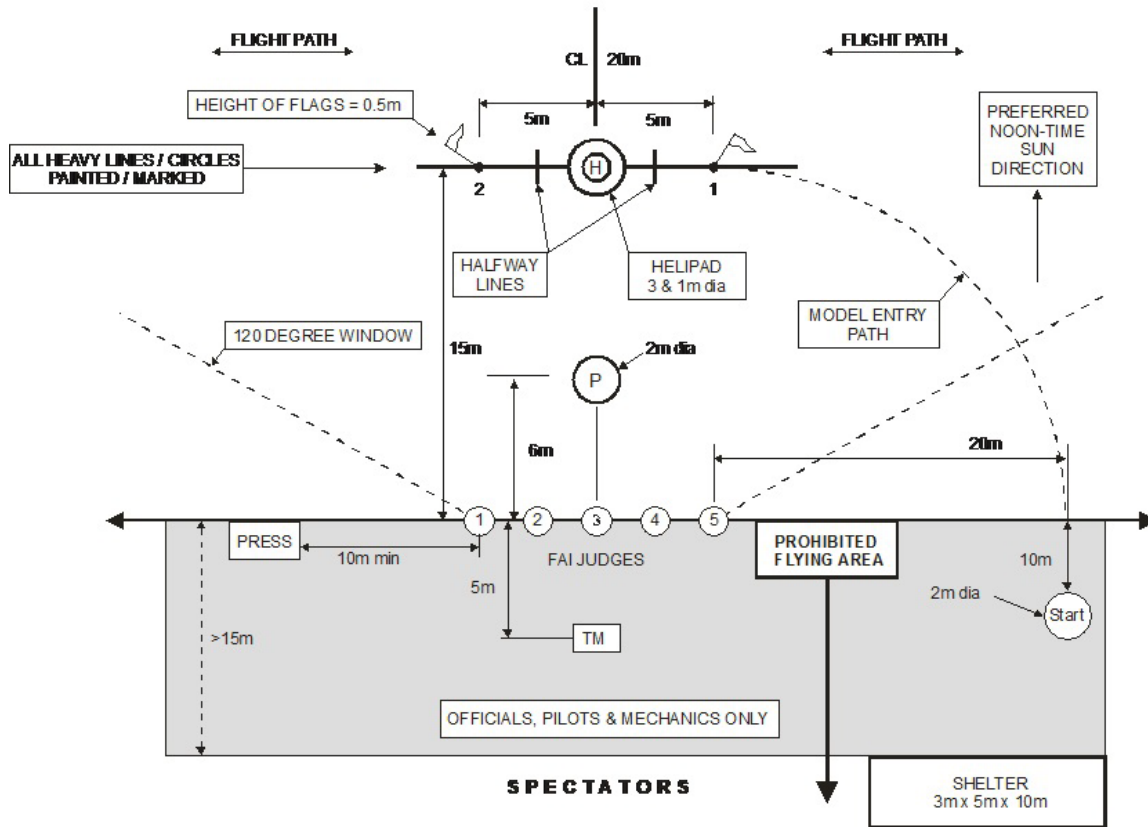 FLIGHT PATH
FLIGHT PATH
CL
20m
HEIGHT OF FLAGS = 0.5m
5m
5m
PREFERRED
NOON-TIME
SUN
DIRECTION
ALL HEAVY LINES / CIRCLES
PAINTED / MARKED
H
2
1
HALFWAY
LINES
HELIPAD
3 & 1m dia
MODEL ENTRY
PATH
120 DEGREE WINDOW
15m
2m dia
P
6m
20m
1
2
3
4
5
PRESS
10m min
FAI JUDGES
PROHIBITED
FLYING AREA
10m
5m
2m dia
Start
TM
>15m
OFFICIALS, PILOTS & MECHANICS ONLY
SPECTATORS
SHELTER
3m x 5m x 10m